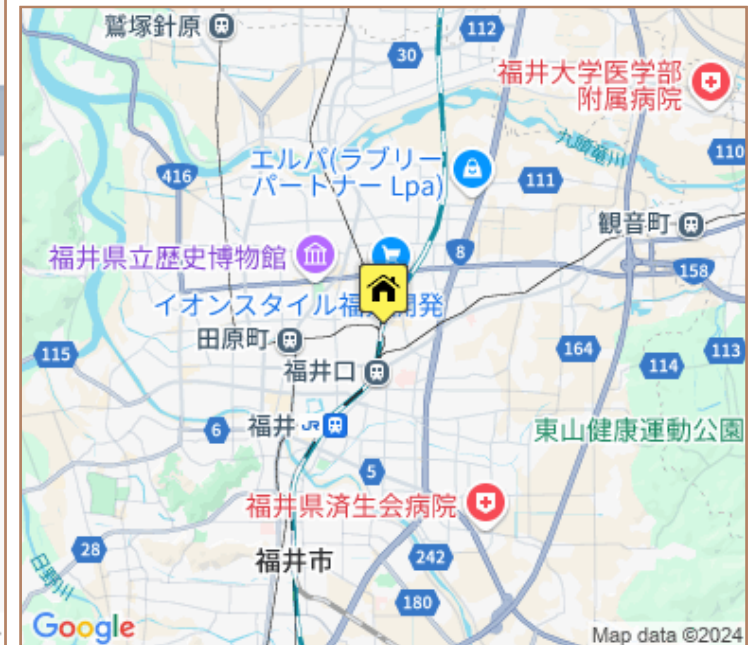 鷲塚針原
112
30
福井大学医学部
附属病院
九頭竜川
110
エルパ(ラブリー
パートナー Lpa)
416
111
観音町
福井県立歴史博物館
8
158
イオンスタイル福
開発
田原町
115
164
113
114
福井口
6
福井
JR
東山健康運動公園
5
福井県済生会病院
28
福井市
242
日野川
180
Google
Map data ©2024